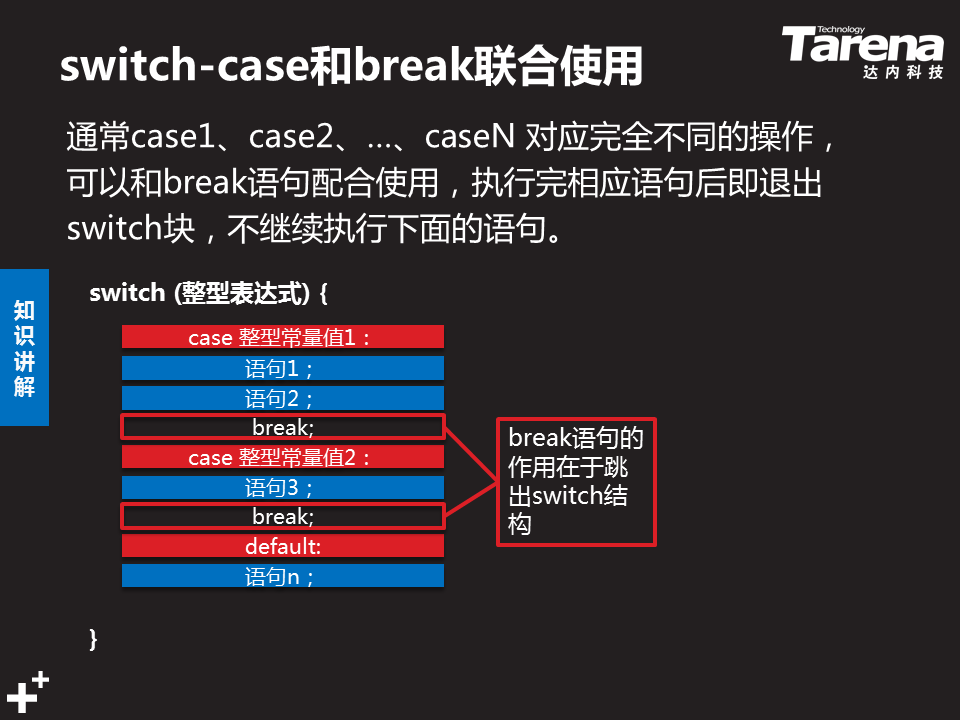 switch-case和break联合使用
Technology
Tarena
达内科技
通常case1、case2、…、caseN 对应完全不同的操作，
可以和break语句配合使用，执行完相应语句后即退出
switch块，不继续执行下面的语句。
知识讲解
switch (整型表达式) {
case 整型常量值1：
语句1；
语句2；
break;
case 整型常量值2：
语句3；
break;
default:
语句n；
}
break语句的
作用在于跳
出switch结
构